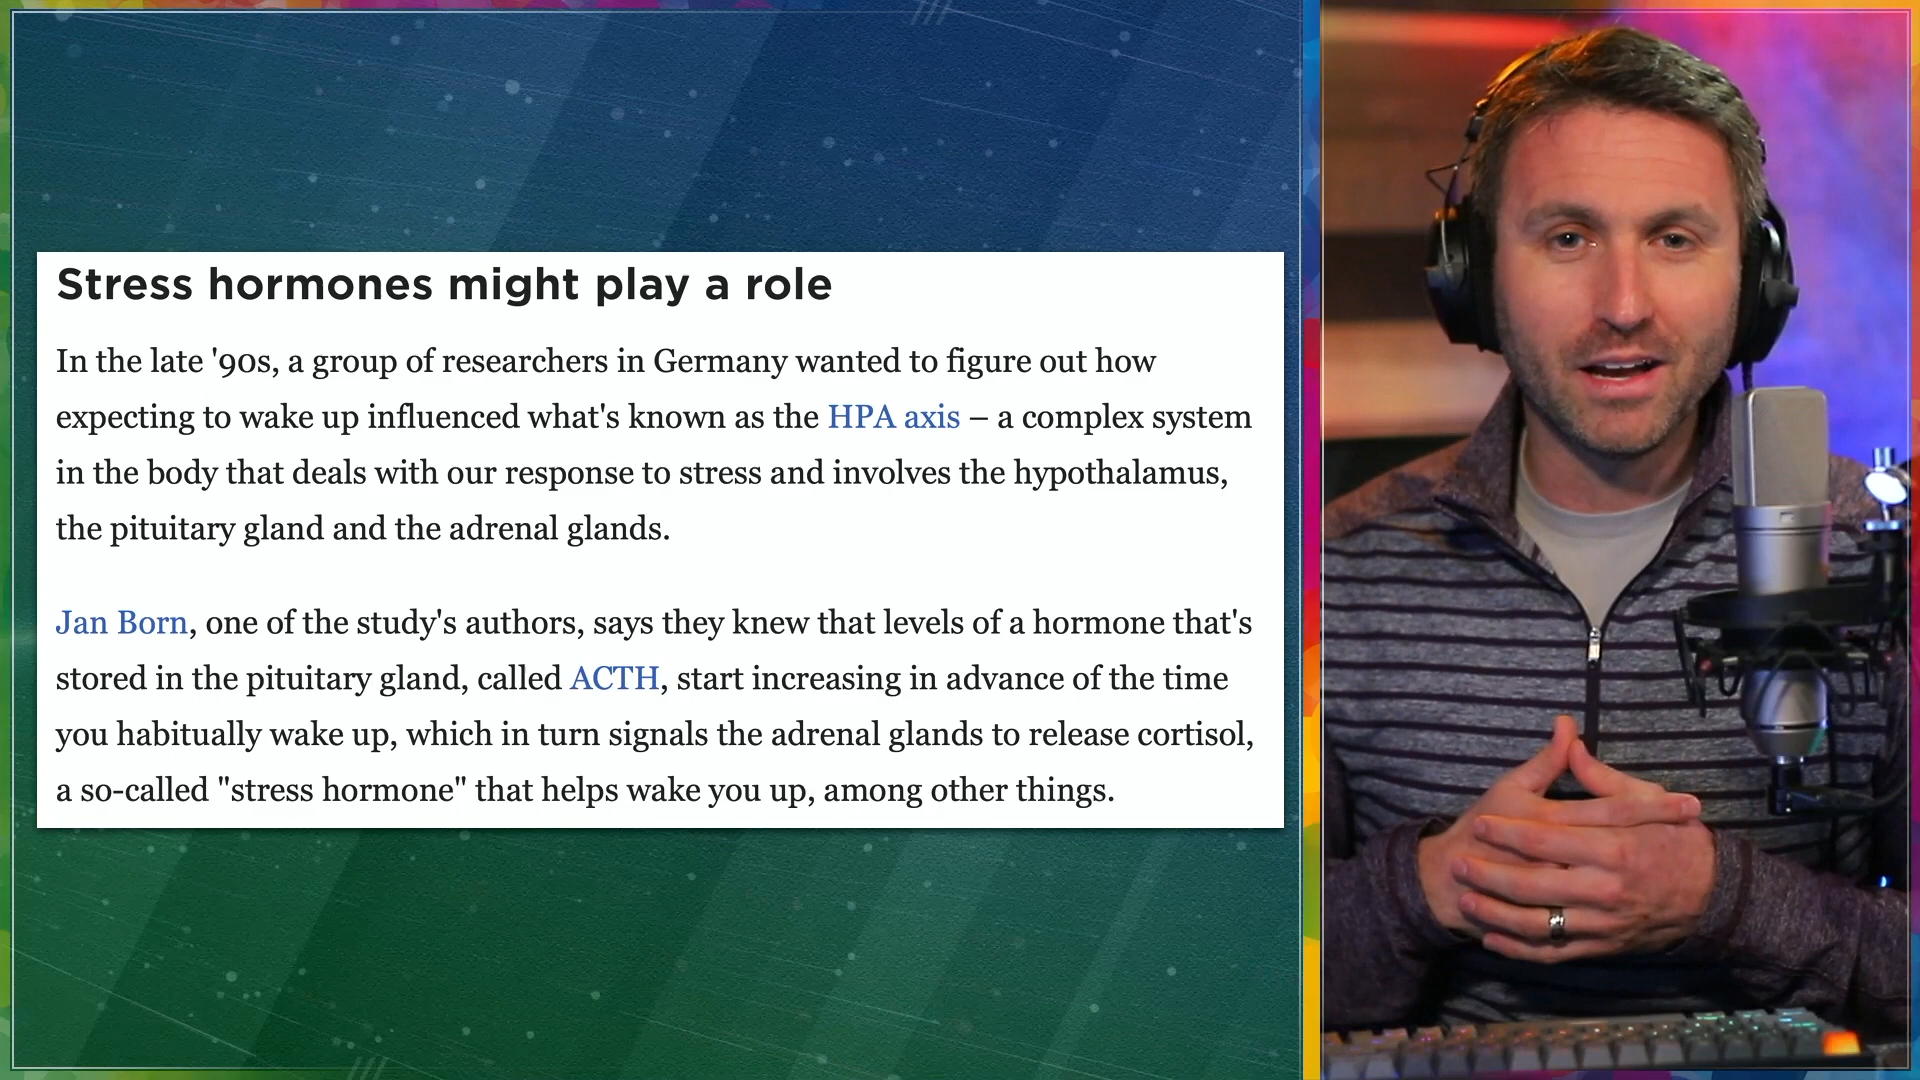 Stress hormones might play a role
In the late '90s, a group of researchers in Germany wanted to figure out how
expecting to wake up influenced what's known as the HPA axis – a complex system
in the body that deals with our response to stress and involves the hypothalamus,
the pituitary gland and the adrenal glands.
Jan Born, one of the study's authors, says they knew that levels of a hormone that's
stored in the pituitary gland, called ACTH, start increasing in advance of the time
you habitually wake up, which in turn signals the adrenal glands to release cortisol,
a so-called "stress hormone" that helps wake you up, among other things.